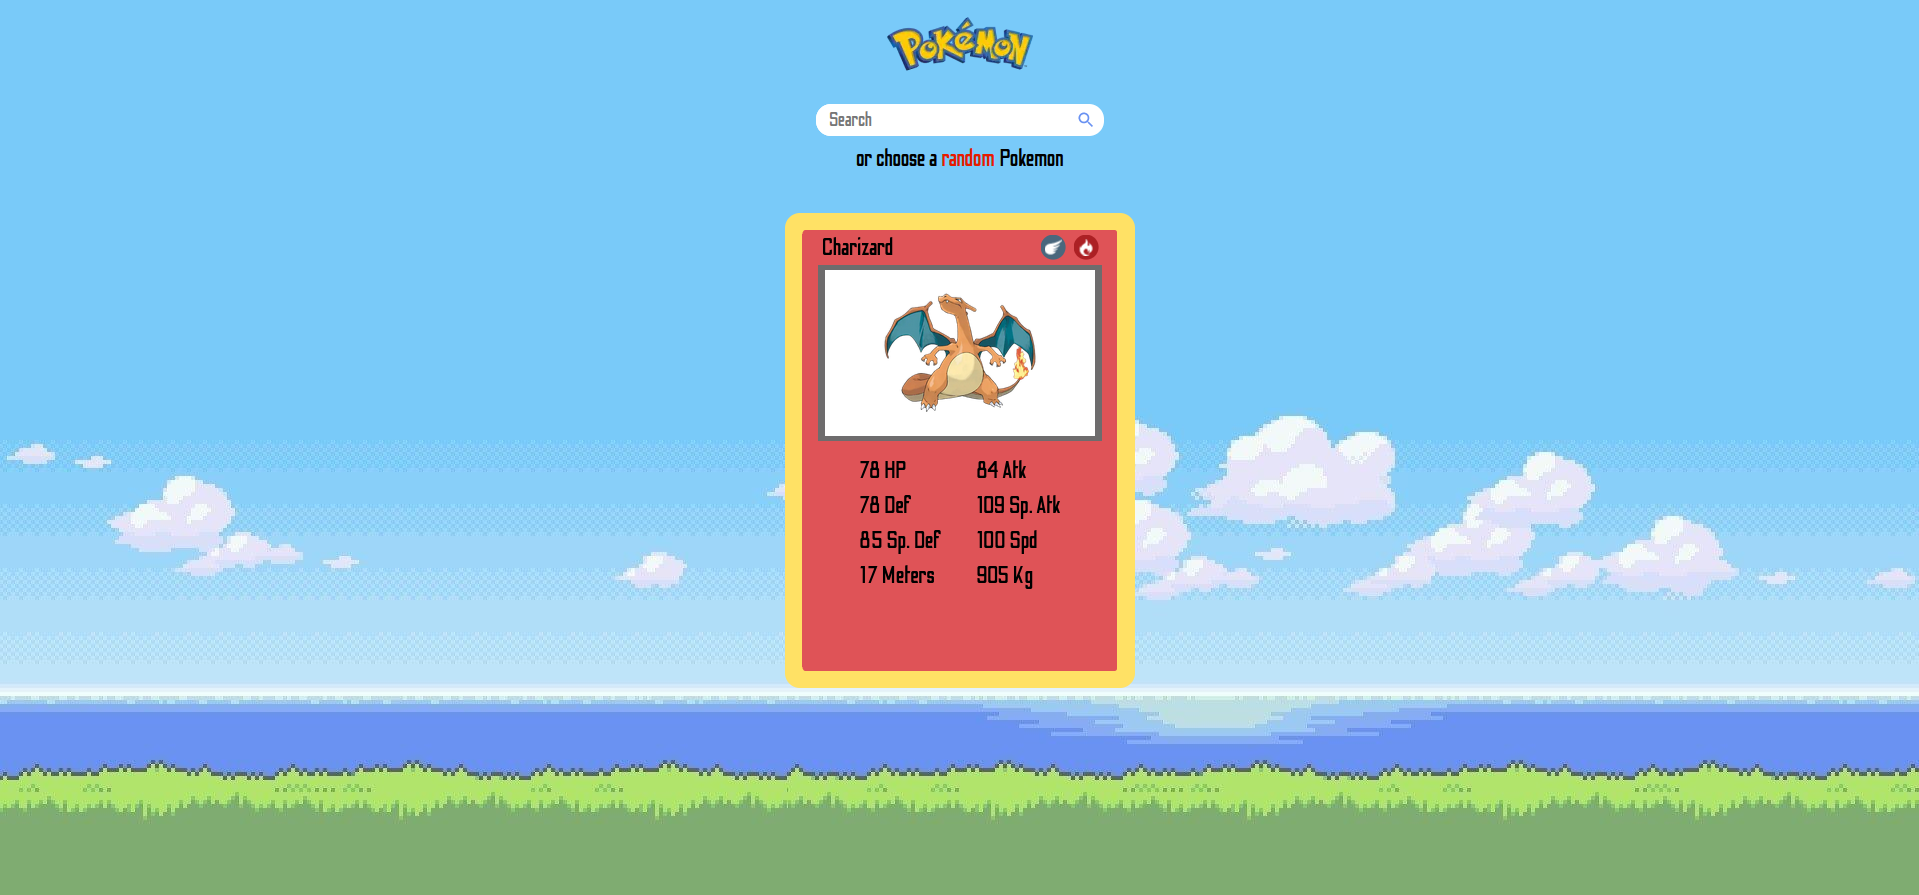 POKéMON
Search
or choose a random Pokemon
Charizard
78 HP 84 Atk
78 Def 109 Sp. Atk
85 Sp. Def 100 Spd
17 Meters 905 Kg